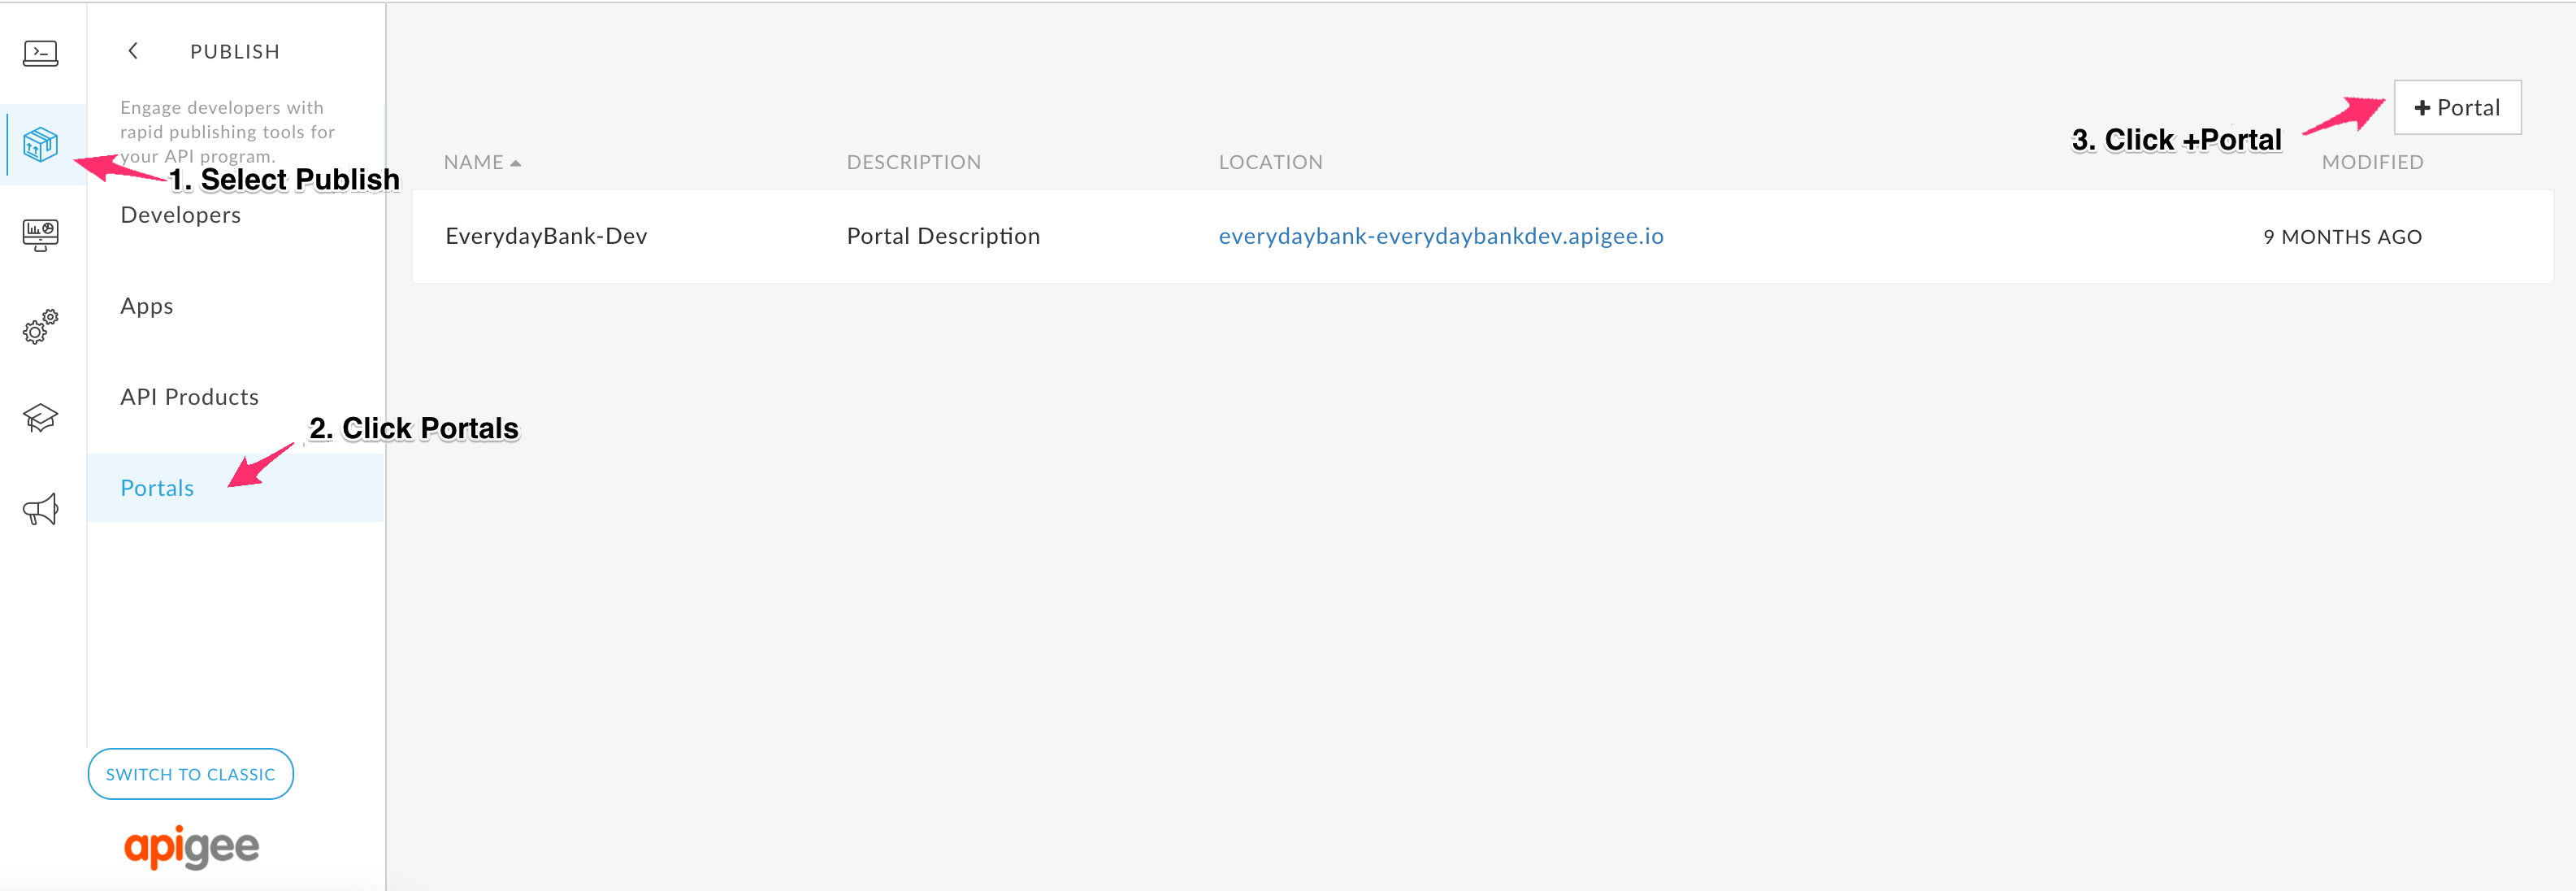 PUBLISH
Engage developers with
rapid publishing tools for
your API program.
1. Select Publish
Developers
Apps
API Products
2. Click Portals
Portals
SWITCH TO CLASSIC
apigee
+ Portal
3. Click +Portal
NAME DESCRIPTION LOCATION MODIFIED
EverydayBank-Dev Portal Description everydaybank-everydaybankdev.apigee.io 9 MONTHS AGO